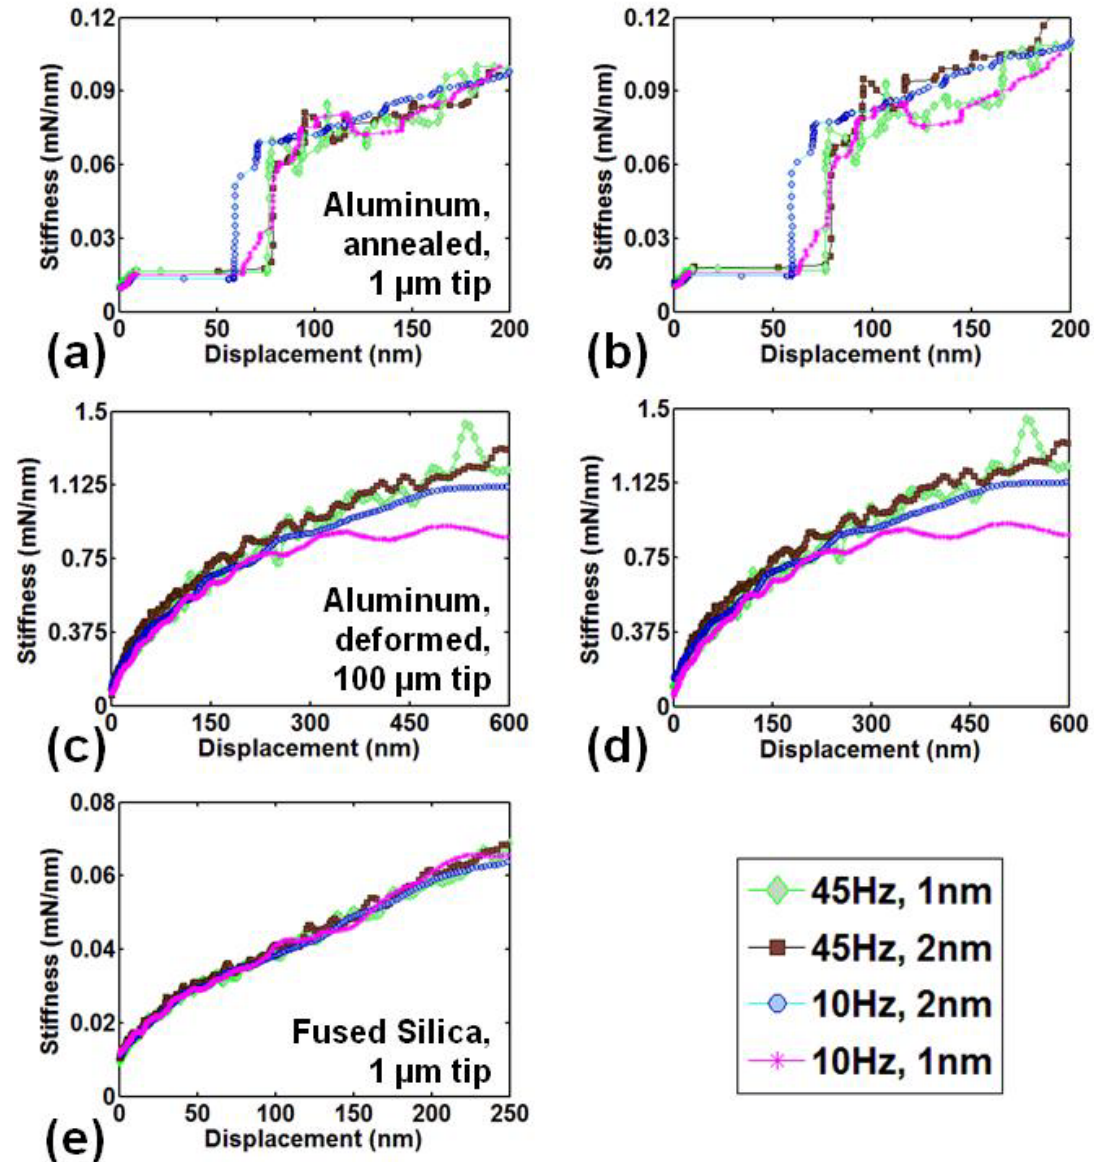 0.12
0.09
0.06
0.03
0
Stiffness (mN/nm)
0 50 100 150 200
Displacement (nm)
Aluminum,
annealed,
1 µm tip
(a)
0.12
0.09
0.06
0.03
0
Stiffness (mN/nm)
0 50 100 150 200
Displacement (nm)
(b)
1.5
1.125
0.75
0.375
0
Stiffness (mN/nm)
0 150 300 450 600
Displacement (nm)
Aluminum,
deformed,
100 µm tip
(c)
1.5
1.125
0.75
0.375
0
Stiffness (mN/nm)
0 150 300 450 600
Displacement (nm)
(d)
0.08
0.06
0.04
0.02
0
Stiffness (mN/nm)
0 50 100 150 200 250
Displacement (nm)
Fused Silica,
1 µm tip
(e)
45Hz, 1nm
45Hz, 2nm
10Hz, 2nm
10Hz, 1nm